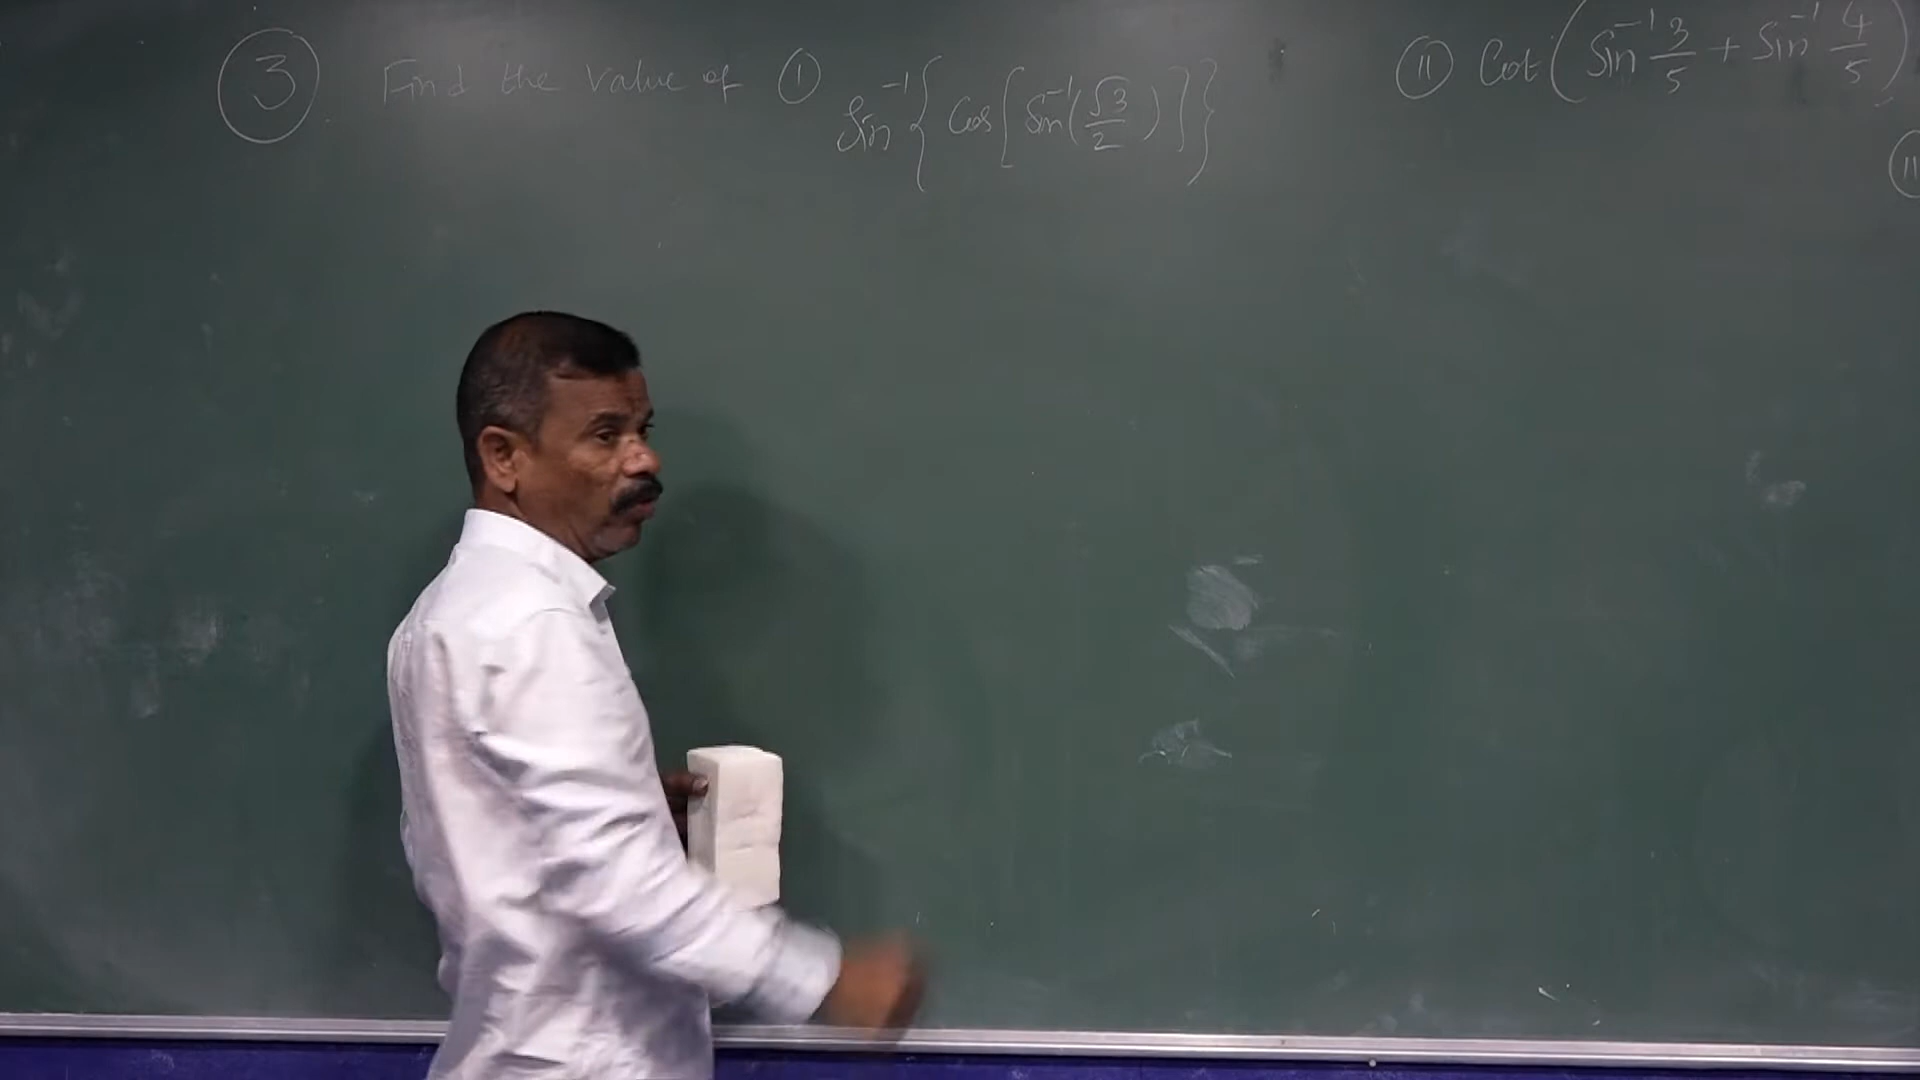 ③ Find the value of ① Sin⁻¹{Cos[Sin⁻¹(√3/2)]}
⑪ Cot(Sin⁻¹ 3/5 + Sin⁻¹ 4/5)